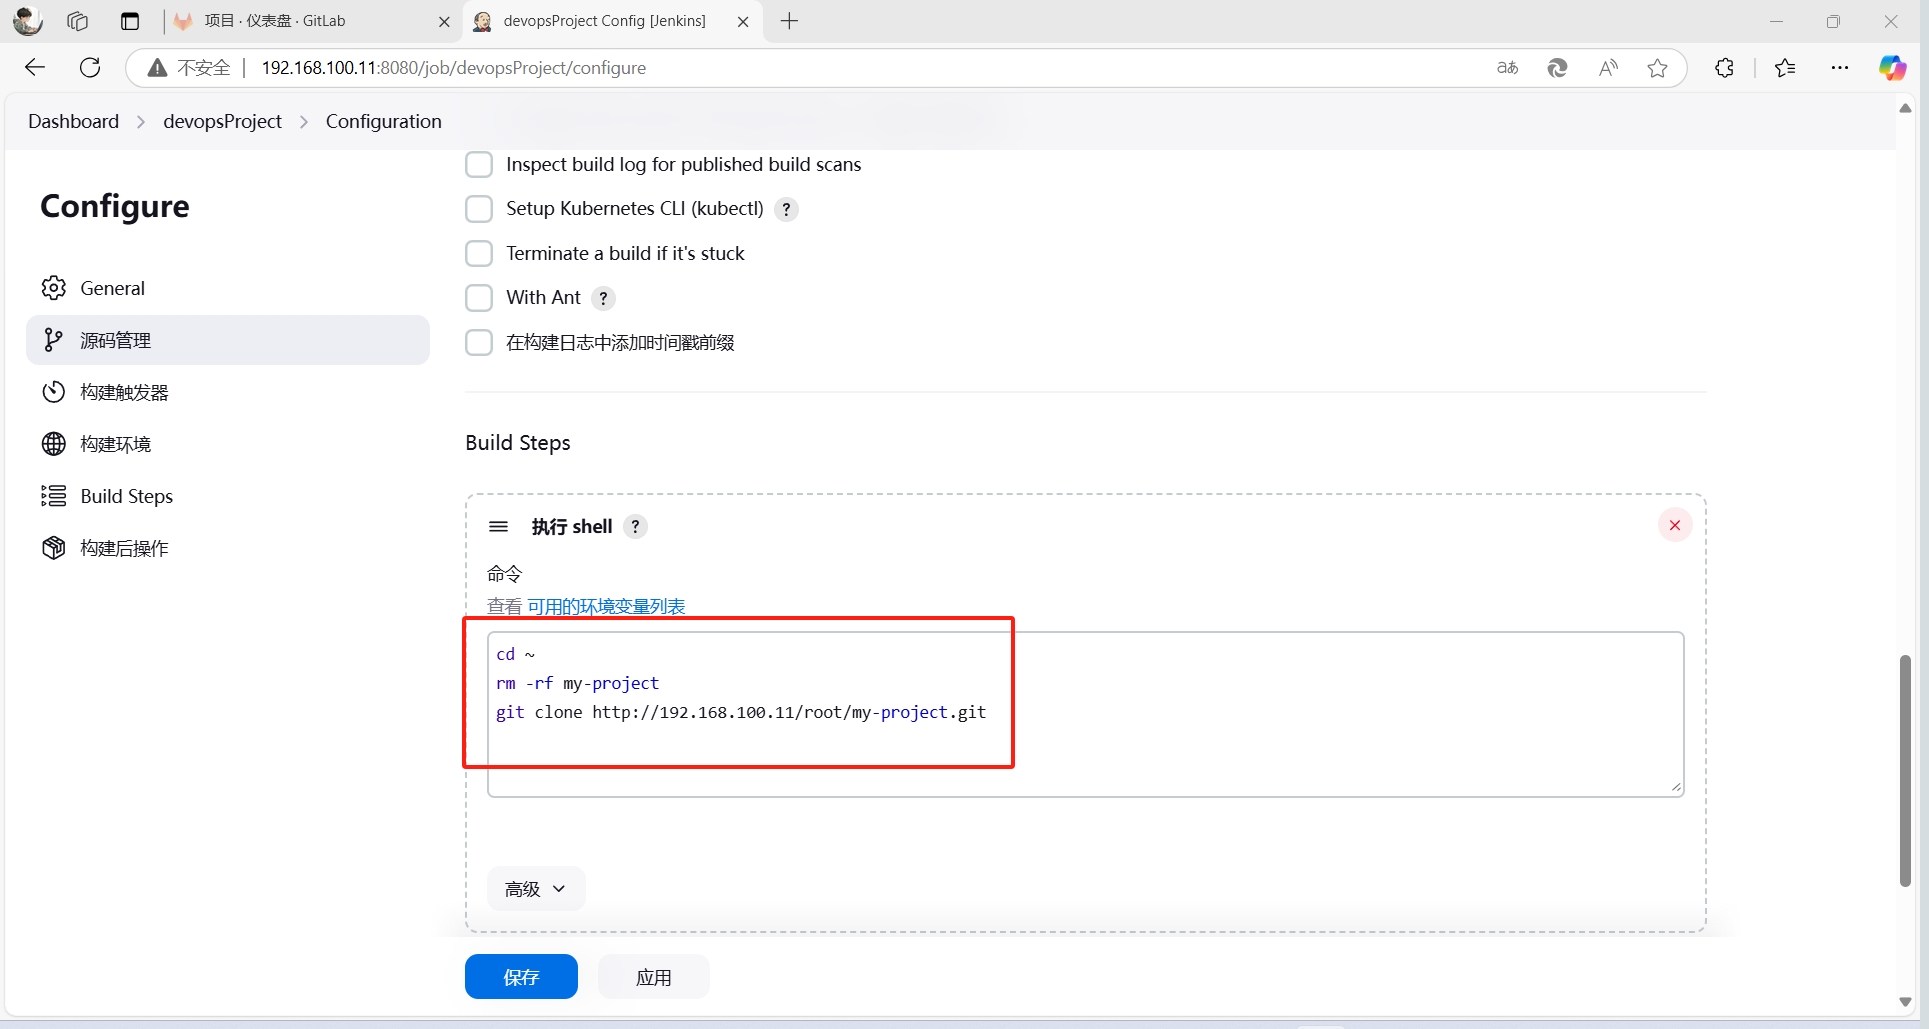 项目 · 仪表盘 · GitLab
devopsProject Config [Jenkins]
不安全
192.168.100.11:8080/job/devopsProject/configure
Dashboard > devopsProject > Configuration
Configure
General
源码管理
构建触发器
构建环境
Build Steps
构建后操作
Inspect build log for published build scans
Setup Kubernetes CLI (kubectl) ?
Terminate a build if it's stuck
With Ant ?
在构建日志中添加时间戳前缀
Build Steps
执行 shell ?
命令
查看 可用的环境变量列表
cd ~
rm -rf my-project
git clone http://192.168.100.11/root/my-project.git
高级
保存 应用